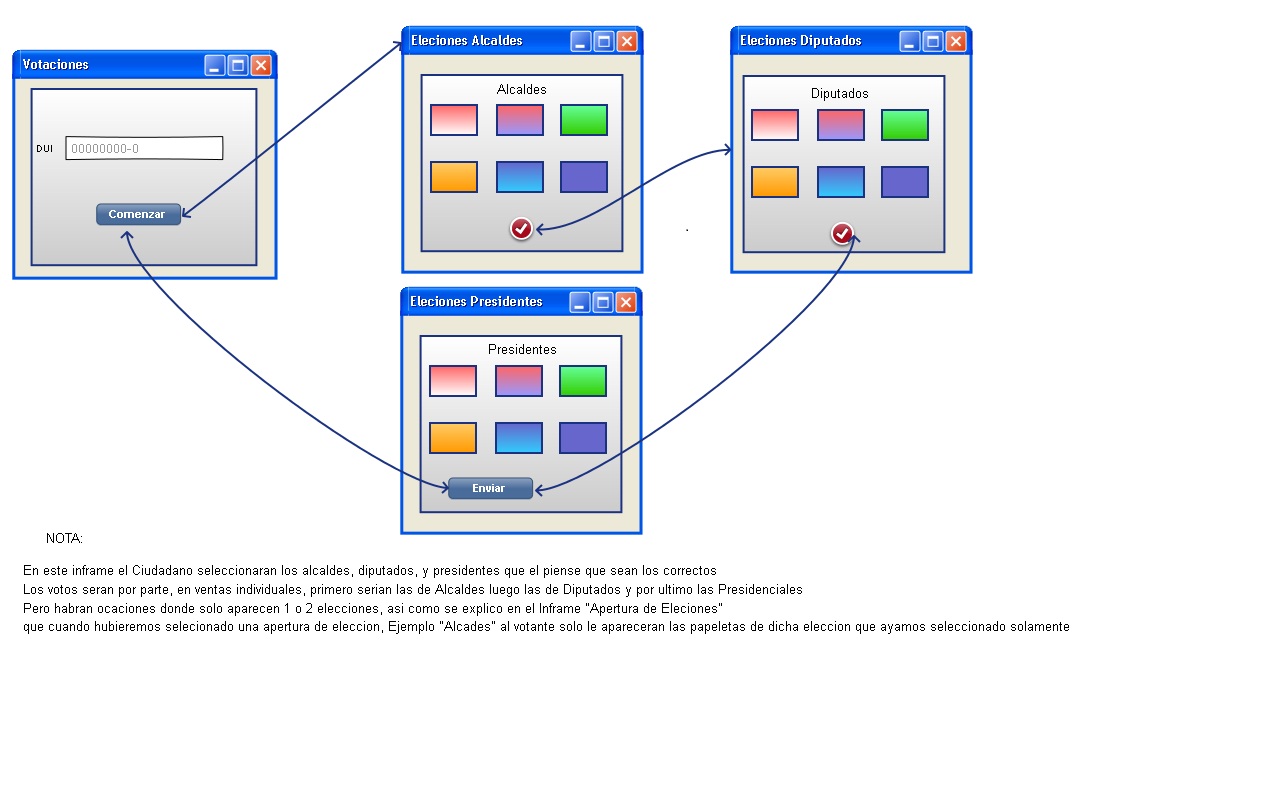 Votaciones
DUI
00000000-0
Comenzar
Eleciones Alcaldes
Alcaldes
Eleciones Diputados
Diputados
Eleciones Presidentes
Presidentes
Enviar
NOTA:
En este inframe el Ciudadano seleccionaran los alcaldes, diputados, y presidentes que el piense que sean los correctos
Los votos seran por parte, en ventas individuales, primero serian las de Alcaldes luego las de Diputados y por ultimo las Presidenciales
Pero habran ocaciones donde solo aparecen 1 o 2 elecciones, asi como se explico en el Inframe "Apertura de Eleciones"
que cuando hubieremos selecionado una apertura de eleccion, Ejemplo "Alcades" al votante solo le apareceran las papeletas de dicha eleccion que ayamos seleccionado solamente